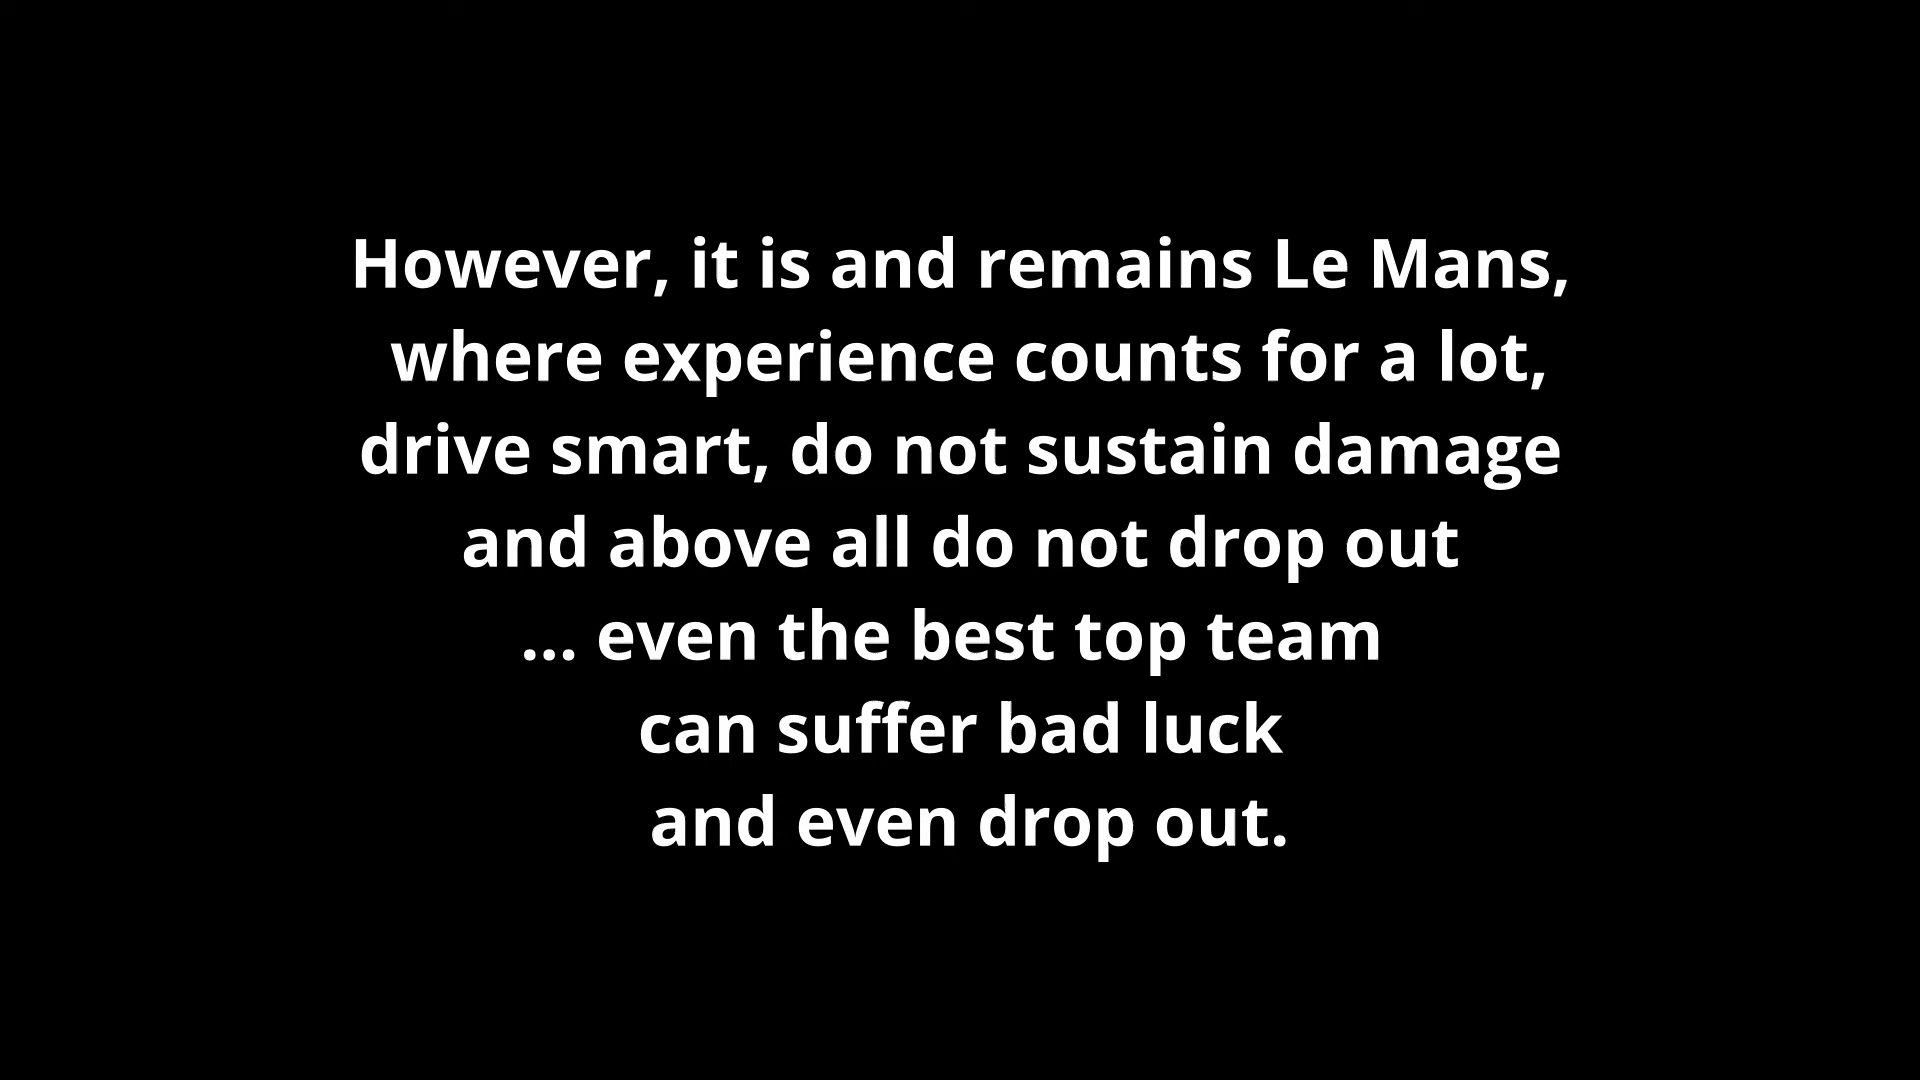 However, it is and remains Le Mans,
where experience counts for a lot,
drive smart, do not sustain damage
and above all do not drop out
... even the best top team
can suffer bad luck
and even drop out.